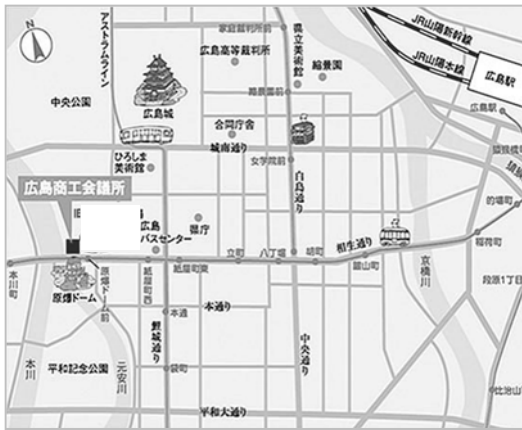 JR山陽新幹線
JR山陽本線
広島駅
広島駅
家庭裁判所前
アストラムライン
広島高等裁判所
県立美術館
縮景園
縮景園前
中央公園
広島城
合同庁舎
城南通り
女学院前
白島通り
ひろしま
美術館
広島商工会議所
広島
バスセンター
県庁
立町
八丁堀
胡町
相生通り
銀山町
稲荷町
的場町
段原1丁目
京橋川
本川町
原爆ドーム
原爆ドーム前
紙屋町西
紙屋町東
本通り
本通
鯉城通り
袋町
中央通り
平和記念公園
本川
元安川
平和大通り
比治山